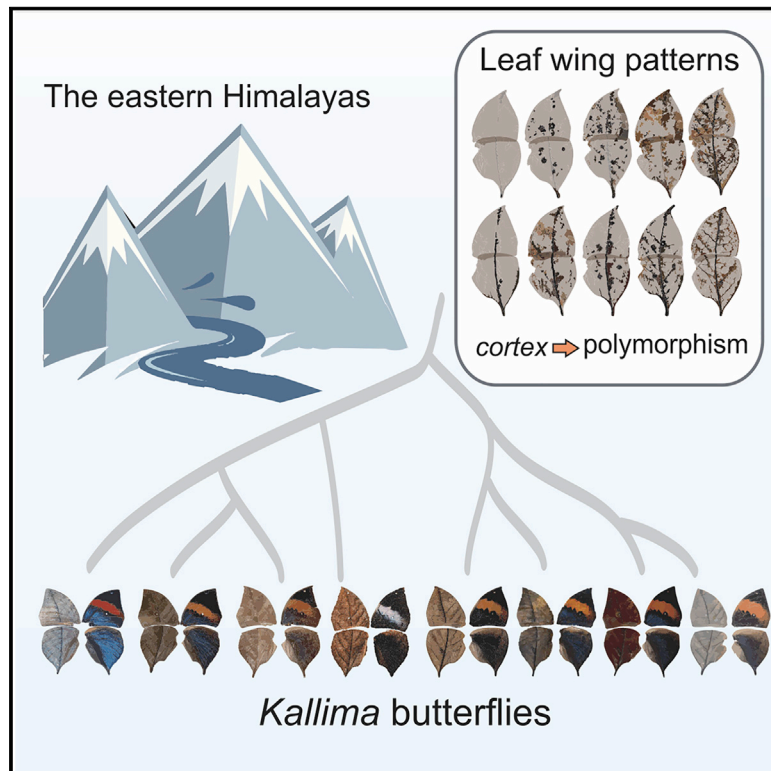 The eastern Himalayas
Leaf wing patterns
cortex ➡ polymorphism
Kallima butterflies